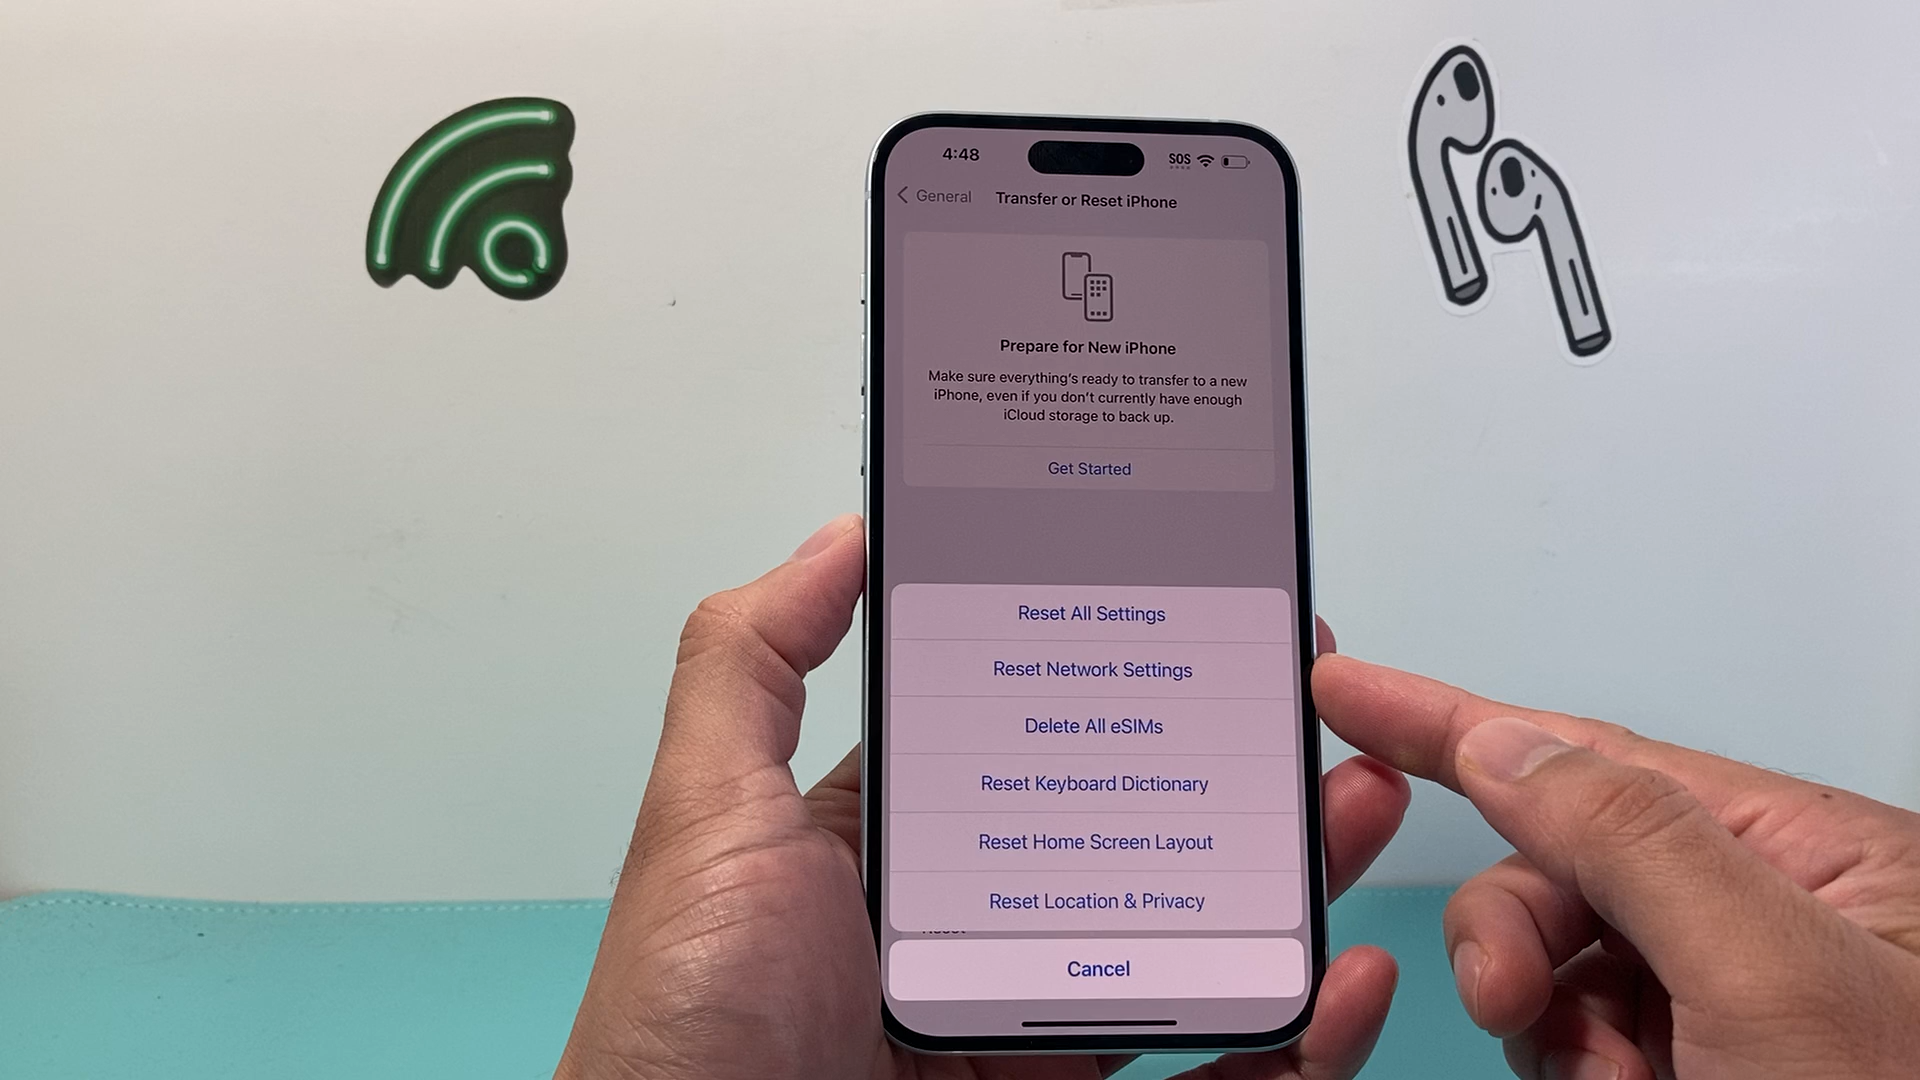 4:48
SOS
General
Transfer or Reset iPhone
Prepare for New iPhone
Make sure everything's ready to transfer to a new
iPhone, even if you don't currently have enough
iCloud storage to back up.
Get Started
Reset All Settings
Reset Network Settings
Delete All eSIMs
Reset Keyboard Dictionary
Reset Home Screen Layout
Reset Location & Privacy
Reset
Cancel